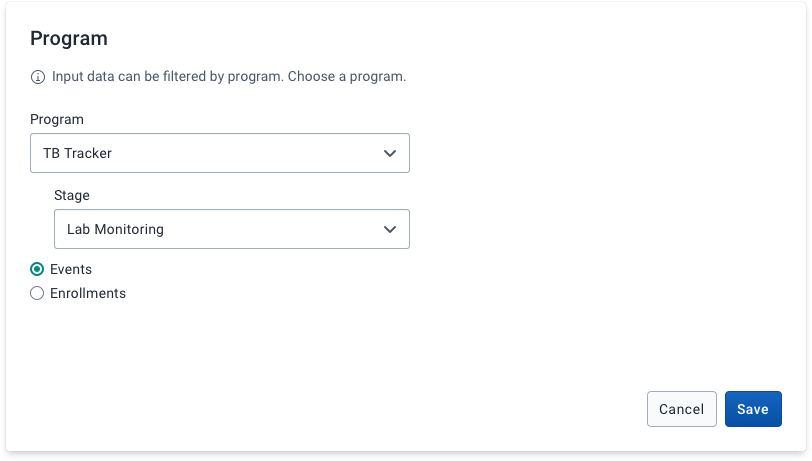 Program
Input data can be filtered by program. Choose a program.
Program
TB Tracker
Stage
Lab Monitoring
Events
Enrollments
Cancel Save